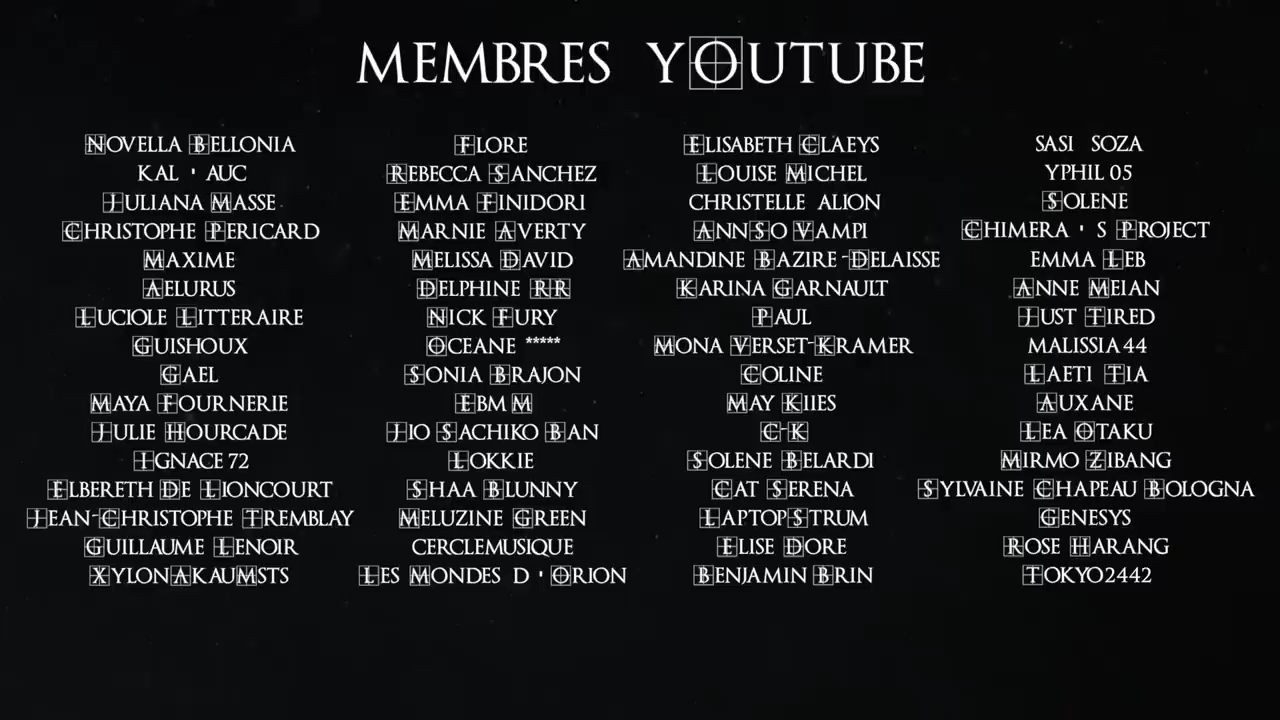 MEMBRES YOUTUBE
NOVELLA BELLONIA
KAL ' AUC
JULIANA MASSE
CHRISTOPHE PERICARD
MAXIME
AELURUS
LUCIOLE LITTERAIRE
GUISHOUX
GAEL
MAYA FOURNERIE
JULIE HOURCADE
IGNACE 72
ELBERETH DE LIONCOURT
JEAN-CHRISTOPHE TREMBLAY
GUILLAUME LENOIR
XYLONAKAUMSTS
FLORE
REBECCA SANCHEZ
EMMA FINIDORI
MARNIE AVERTY
MELISSA DAVID
DELPHINE RR
NICK FURY
OCEANE *****
SONIA BRAJON
EBM M
JIO SACHIKO BAN
LOKKIE
SHAA BLUNNY
MELUZINE GREEN
CERCLEMUSIQUE
LES MONDES D ' ORION
ELISABETH CLAEYS
LOUISE MICHEL
CHRISTELLE ALION
ANNSO VAMPI
AMANDINE BAZIRE-DELAISSE
KARINA GARNAULT
PAUL
MONA VERSET-KRAMER
COLINE
MAY KIIES
C-K
SOLENE BELARDI
CAT SERENA
LAPTOPSTRUM
ELISE DORE
BENJAMIN BRIN
SASI SOZA
YPHIL 05
SOLENE
CHIMERA ' S PROJECT
EMMA LEB
ANNE MEIAN
JUST TIRED
MALISSIA 44
LAETI TIA
AUXANE
LEA OTAKU
MIRMO ZIBANG
SYLVAINE CHAPEAU BOLOGNA
GENESYS
ROSE HARANG
TOKYO2442